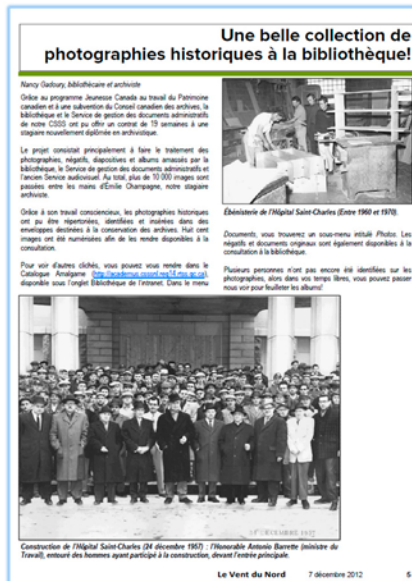 Une belle collection de
photographies historiques à la bibliothèque!
Nancy Gadoury, bibliothécaire et archiviste
Grâce au programme Jeunesse Canada au travail du Patrimoine
canadien et à une subvention du Conseil canadien des archives, la
bibliothèque et le Service de gestion des documents administratifs
de notre CSSS ont pu offrir un contrat de 19 semaines à une
stagiaire nouvellement diplômée en archivistique.
Le projet consistait principalement à faire le traitement des
photographies, négatifs, diapositives et albums amassés par la
bibliothèque, le Service de gestion des documents administratifs et
l'ancien Service audiovisuel. Au total, plus de 10 000 images sont
passées entre les mains d'Émilie Champagne, notre stagiaire
archiviste.
Grâce à son travail consciencieux, les photographies historiques
ont pu être répertoriées, identifiées et insérées dans des
enveloppes destinées à la conservation des archives. Huit cent
images ont été numérisées afin de les rendre disponibles à la
consultation.
Pour voir d'autres clichés, vous pouvez vous rendre dans le
Catalogue Amalgame (
disponible sous l'onglet Bibliothèque de l'intranet. Dans le menu
Ébénisterie de l'Hôpital Saint-Charles (Entre 1960 et 1970).
Documents, vous trouverez un sous-menu intitulé Photos. Les
négatifs et documents originaux sont également disponibles à la
consultation à la bibliothèque.
Plusieurs personnes n'ont pas encore été identifiées sur les
photographies, alors dans vos temps libres, vous pouvez passer
nous voir pour feuilleter les albums!
24 DÉCEMBRE 1957
Construction de l'Hôpital Saint-Charles (24 décembre 1957) : l'Honorable Antonio Barrette (ministre du
Travail), entouré des hommes ayant participé à la construction, devant l'entrée principale.
Le Vent du Nord 7 décembre 2012 5